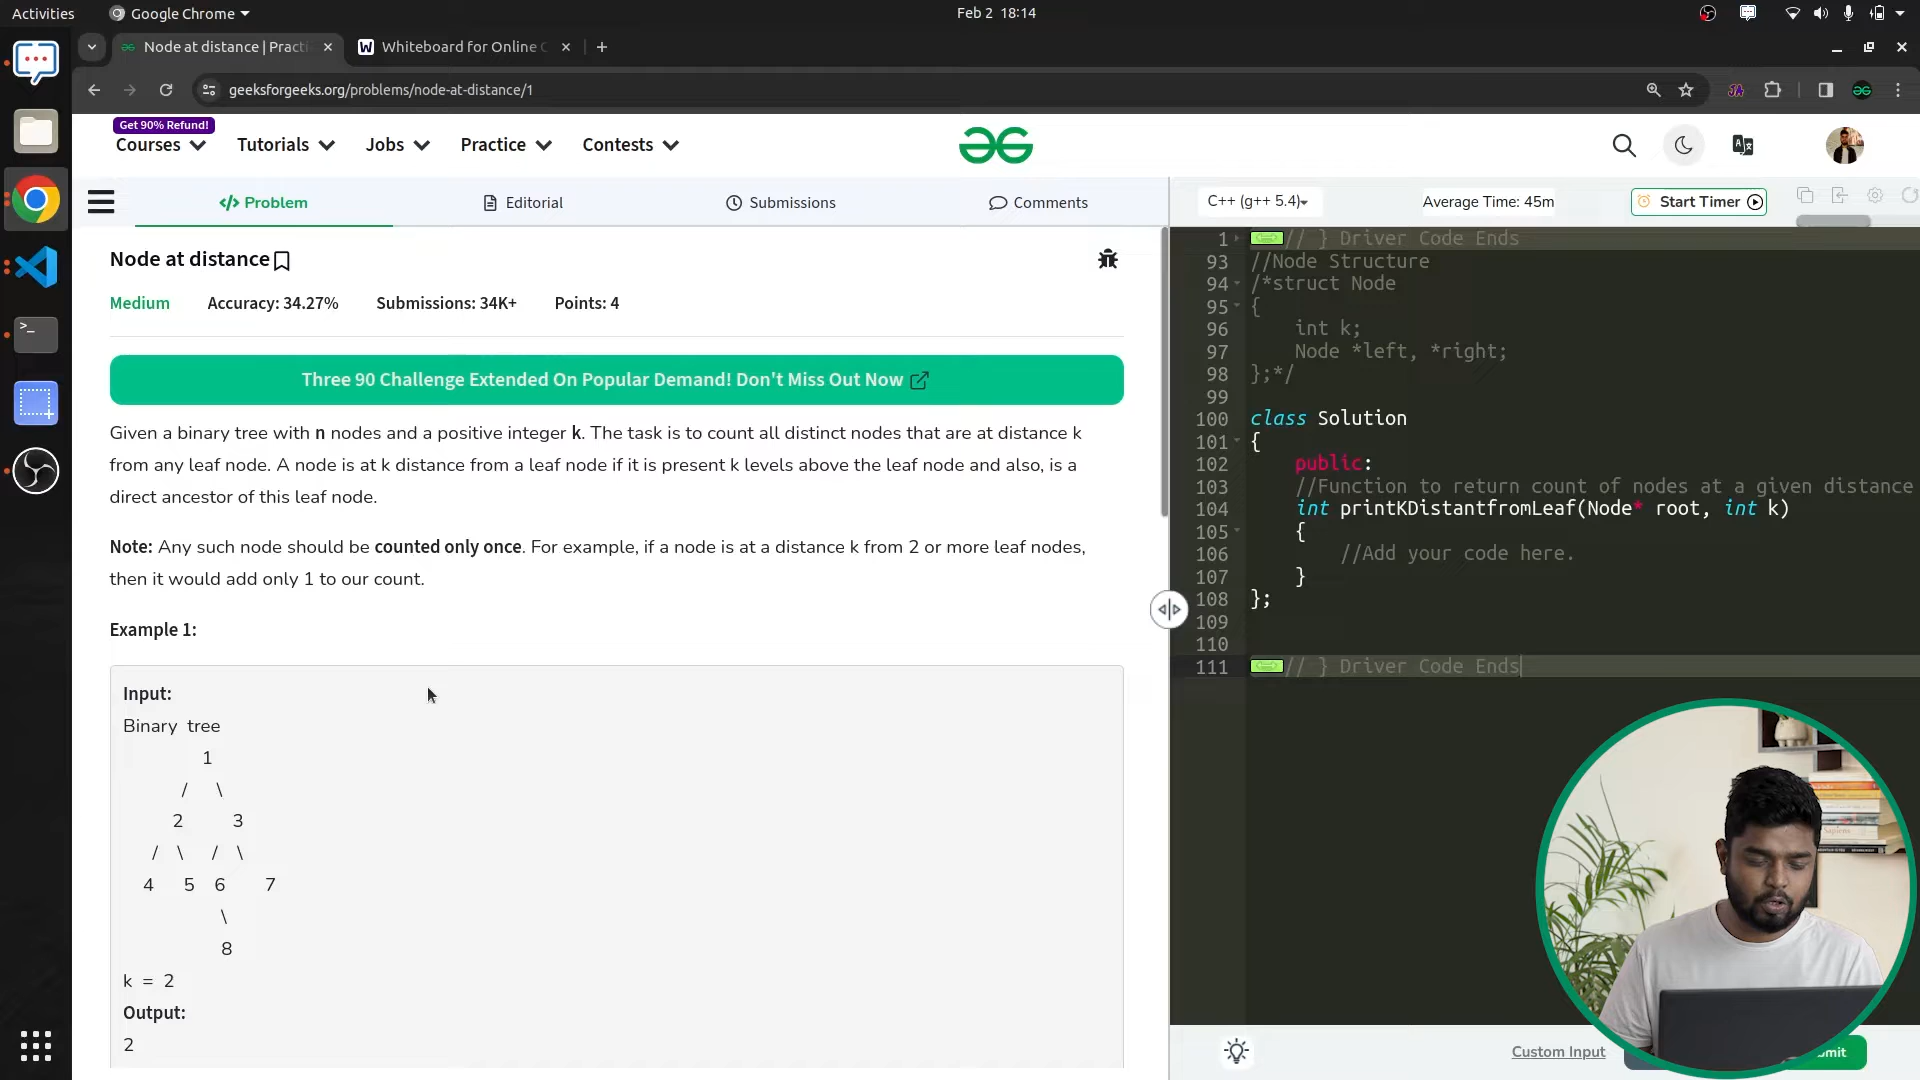 Activities
Google Chrome
Feb 2 18:14
Node at distance | Practi
Whiteboard for Online C
geeksforgeeks.org/problems/node-at-distance/1
Get 90% Refund!
Courses
Tutorials
Jobs
Practice
Contests
Problem
Editorial
Submissions
Comments
C++ (g++ 5.4)
Average Time: 45m
Start Timer
Node at distance
Medium
Accuracy: 34.27%
Submissions: 34K+
Points: 4
Three 90 Challenge Extended On Popular Demand! Don't Miss Out Now
Given a binary tree with n nodes and a positive integer k. The task is to count all distinct nodes that are at distance k
from any leaf node. A node is at k distance from a leaf node if it is present k levels above the leaf node and also, is a
direct ancestor of this leaf node.
Note: Any such node should be counted only once. For example, if a node is at a distance k from 2 or more leaf nodes,
then it would add only 1 to our count.
Example 1:
Input:
Binary tree
1
/ \
2 3
/ \ / \
4 5 6 7
\
8
k = 2
Output:
2
1 // } Driver Code Ends
93 //Node Structure
94 /*struct Node
95 {
96 int k;
97 Node *left, *right;
98 };*/
99
100 class Solution
101 {
102 public:
103 //Function to return count of nodes at a given distance
104 int printKDistantfromLeaf(Node* root, int k)
105 {
106 //Add your code here.
107 }
108 };
109
110
111 // } Driver Code Ends
Custom Input
mit